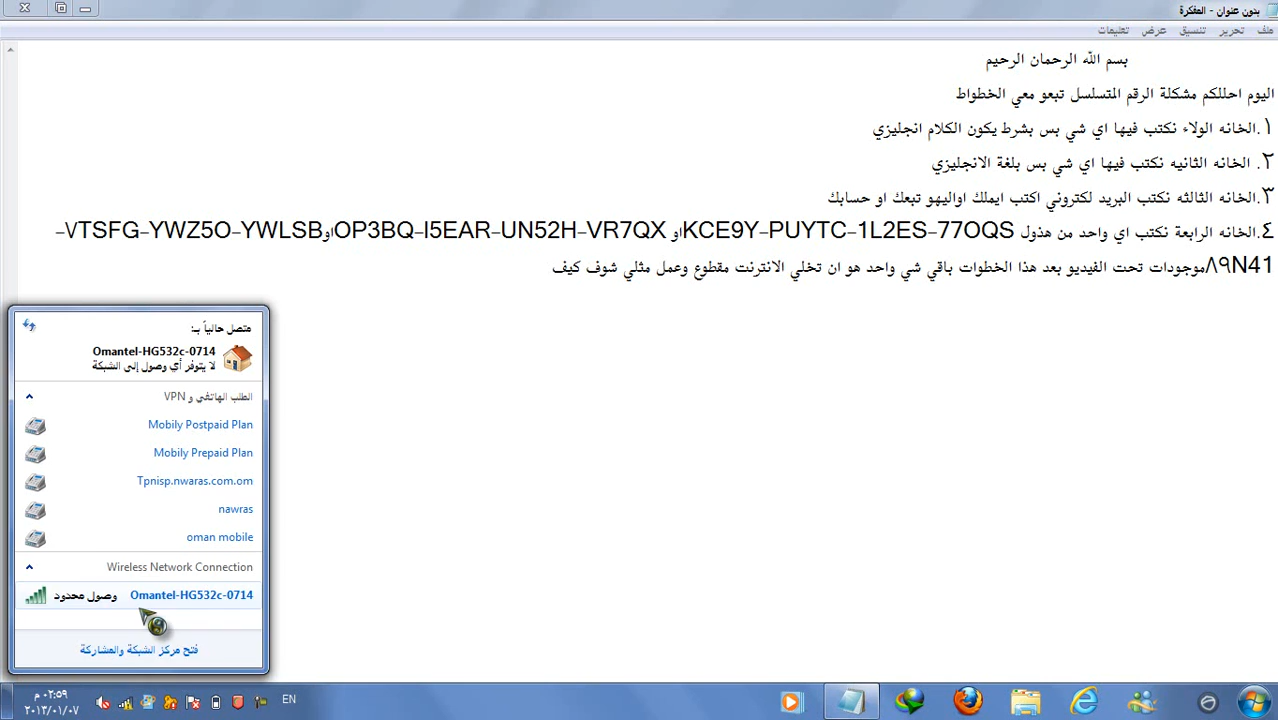 بدون عنوان - المفكرة
ملف تحرير تنسيق عرض تعليمات
بسم الله الرحمان الرحيم
اليوم احللكم مشكلة الرقم المتسلسل تبعو معي الخطواط
١.الخانه الولاء نكتب فيها اي شي بس بشرط يكون الكلام انجليزي
٢. الخانه الثانيه نكتب فيها اي شي بس بلغة الانجليزي
٣.الخانه الثالثه نكتب البريد لكتروني اكتب ايملك اواليهو تبعك او حسابك
٤.الخانه الرابعة نكتب اي واحد من هذول KCE9Y-PUYTC-1L2ES-77OQSاو OP3BQ-I5EAR-UN52H-VR7QXاوVTSFG-YWZ5O-YWLSB-
٨٩N41موجودات تحت الفيديو بعد هذا الخطوات باقي شي واحد هو ان تخلي الانترنت مقطوع وعمل مثلي شوف كيف
متصل حالياً بـ:
Omantel-HG532c-0714
لا يتوفر أي وصول إلى الشبكة
الطلب الهاتفي و VPN
Mobily Postpaid Plan
Mobily Prepaid Plan
Tpnisp.nwaras.com.om
nawras
oman mobile
Wireless Network Connection
Omantel-HG532c-0714 وصول محدود
فتح مركز الشبكة والمشاركة
EN
٠٢:٥٩ م
٢٠١٣/٠١/٠٧